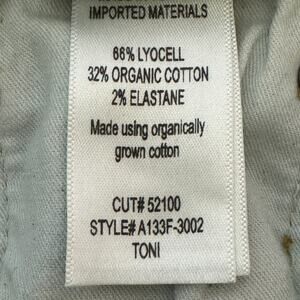 IMPORTED MATERIALS
66% LYOCELL
32% ORGANIC COTTON
2% ELASTANE
Made using organically
grown cotton
CUT# 52100
STYLE# A133F-3002
TONI